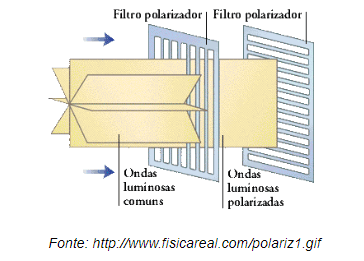 Filtro polarizador Filtro polarizador
Ondas
luminosas
comuns
Ondas
luminosas
polarizadas
Fonte: http://www.fisicareal.com/polariz1.gif